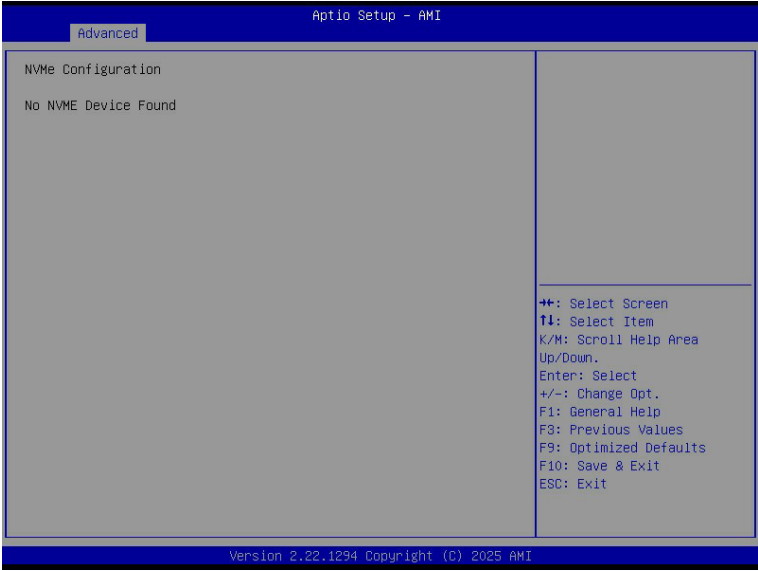 Aptio Setup – AMI
Advanced
NVMe Configuration
No NVME Device Found
→←: Select Screen
↑↓: Select Item
K/M: Scroll Help Area
Up/Down.
Enter: Select
+/-: Change Opt.
F1: General Help
F3: Previous Values
F9: Optimized Defaults
F10: Save & Exit
ESC: Exit
Version 2.22.1294 Copyright (C) 2025 AMI